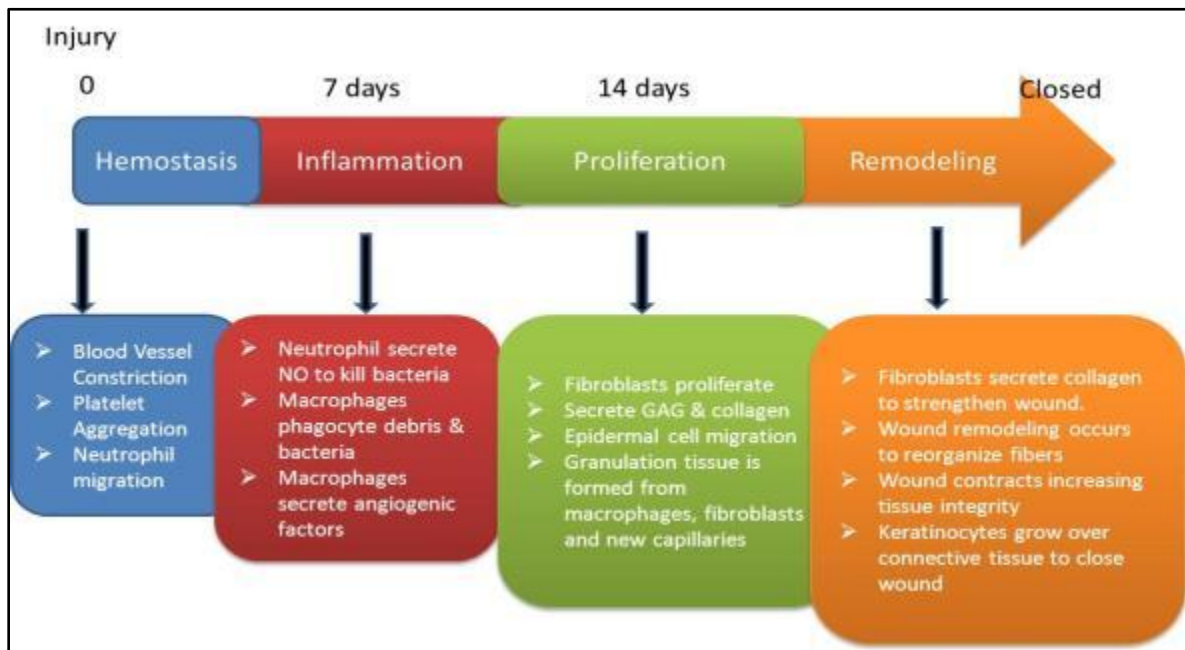 Injury
0
7 days
14 days
Closed
Hemostasis
Inflammation
Proliferation
Remodeling
➢ Blood Vessel
Constriction
➢ Platelet
Aggregation
➢ Neutrophil
migration
➢ Neutrophil secrete
NO to kill bacteria
➢ Macrophages
phagocyte debris &
bacteria
➢ Macrophages
secrete angiogenic
factors
➢ Fibroblasts proliferate
➢ Secrete GAG & collagen
➢ Epidermal cell migration
➢ Granulation tissue is
formed from
macrophages, fibroblasts
and new capillaries
➢ Fibroblasts secrete collagen
to strengthen wound.
➢ Wound remodeling occurs
to reorganize fibers
➢ Wound contracts increasing
tissue integrity
➢ Keratinocytes grow over
connective tissue to close
wound